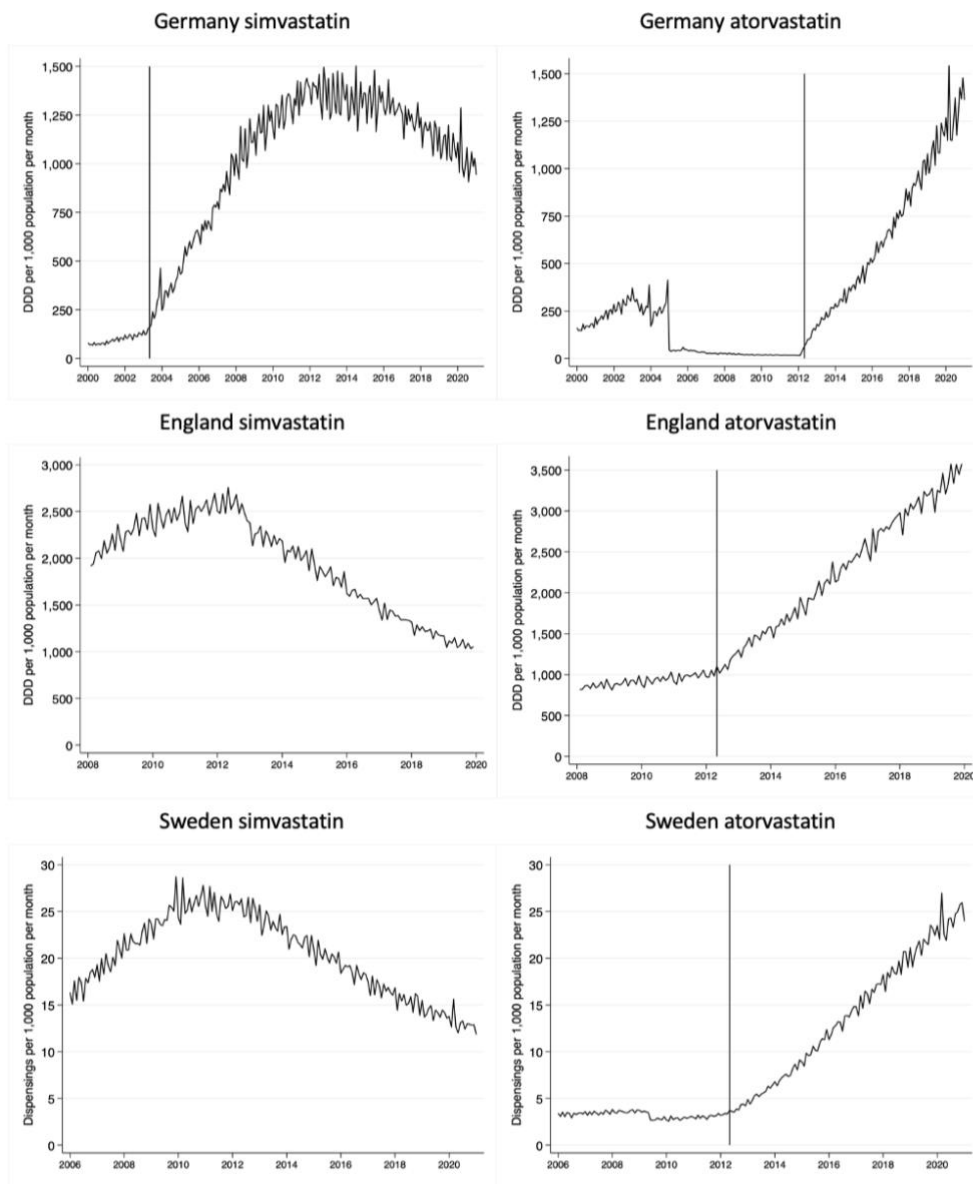 Germany simvastatin
DDD per 1,000 population per month
1,500
1,250
1,000
750
500
250
0
2000 2002 2004 2006 2008 2010 2012 2014 2016 2018 2020
Germany atorvastatin
DDD per 1,000 population per month
1,500
1,250
1,000
750
500
250
0
2000 2002 2004 2006 2008 2010 2012 2014 2016 2018 2020
England simvastatin
DDD per 1,000 population per month
3,000
2,500
2,000
1,500
1,000
500
0
2008 2010 2012 2014 2016 2018 2020
England atorvastatin
DDD per 1,000 population per month
3,500
3,000
2,500
2,000
1,500
1,000
500
0
2008 2010 2012 2014 2016 2018 2020
Sweden simvastatin
Dispensings per 1,000 population per month
30
25
20
15
10
5
0
2006 2008 2010 2012 2014 2016 2018 2020
Sweden atorvastatin
Dispensings per 1,000 population per month
30
25
20
15
10
5
0
2006 2008 2010 2012 2014 2016 2018 2020